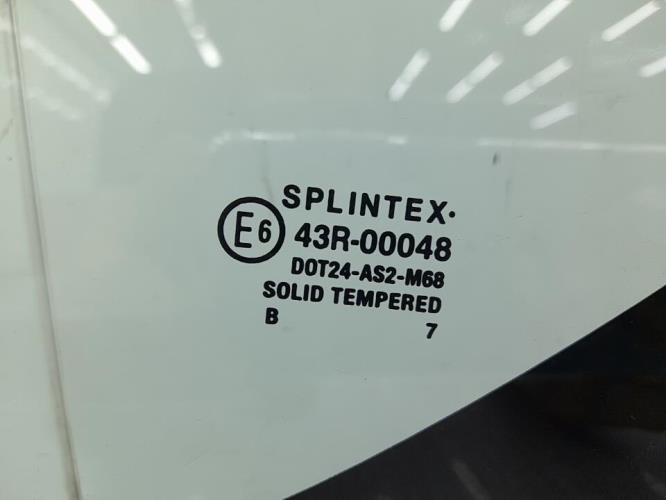 SPLINTEX·
E6 43R-00048
DOT24-AS2-M68
SOLID TEMPERED
B 7